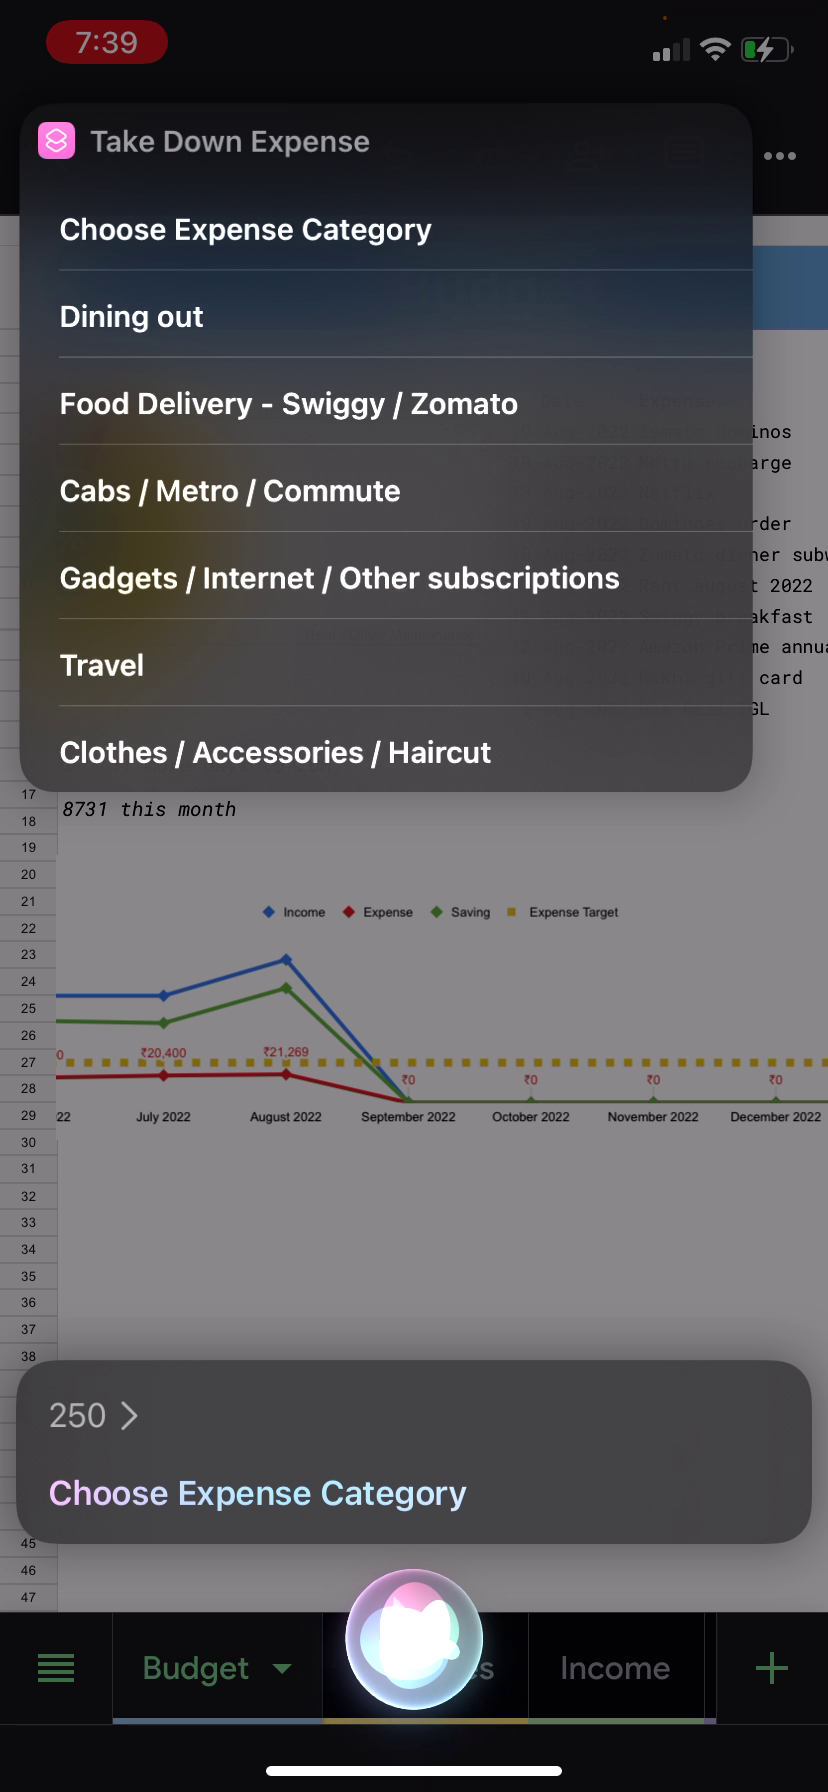 7:39
Take Down Expense
Choose Expense Category
Dining out
Food Delivery - Swiggy / Zomato
Cabs / Metro / Commute
Gadgets / Internet / Other subscriptions
Travel
Clothes / Accessories / Haircut
2022
card
17
8731 this month
18
19
20
21
Income
Expense
Saving
Expense Target
22
23
24
25
26
27
₹20,400
₹21,269
28
₹0
₹0
₹0
₹0
29
22
July 2022
August 2022
September 2022
October 2022
November 2022
December 2022
30
31
32
33
34
35
36
37
38
250
Choose Expense Category
45
46
47
Budget
Income